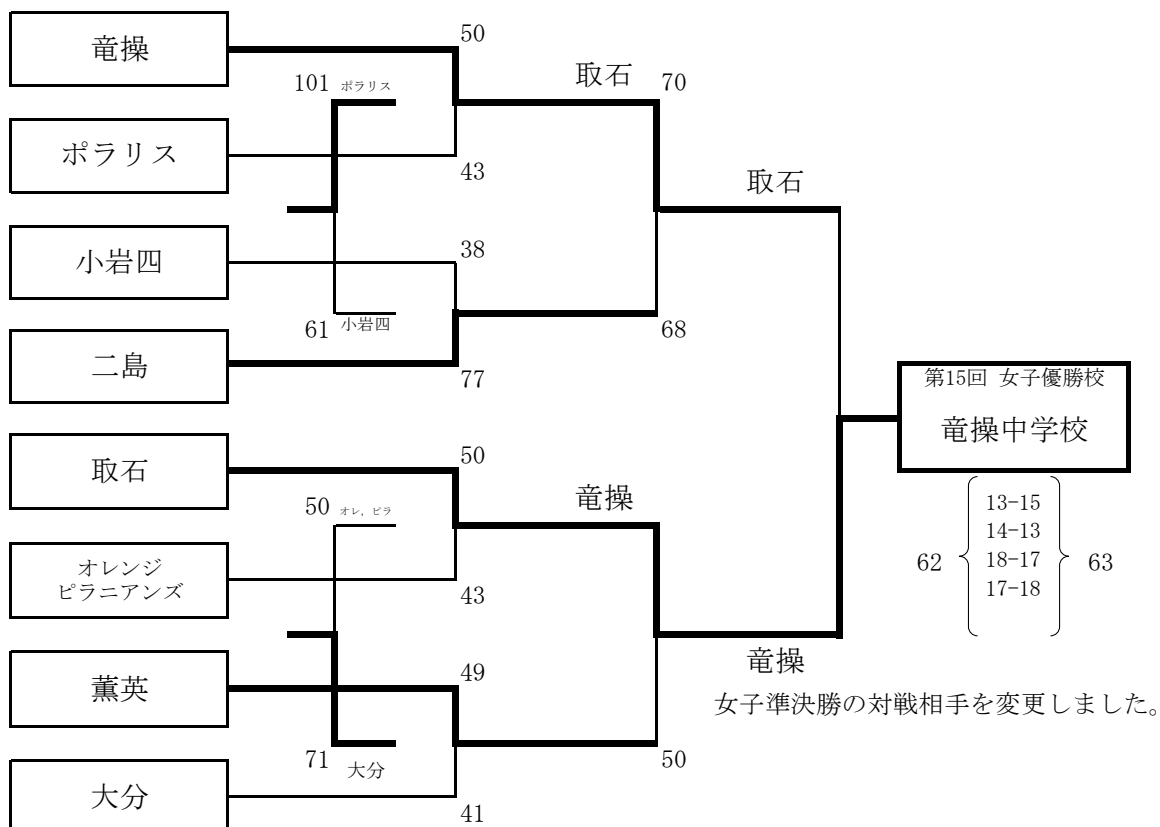 竜操
50
取石
70
101 ポラリス
ポラリス
43
取石
小岩四
38
61 小岩四
68
二島
77
第15回 女子優勝校
竜操中学校
取石
50
竜操
50 オレ，ピラ
13-15
14-13
62
18-17
63
17-18
オレンジ
ピラニアンズ
43
薫英
49
竜操
女子準決勝の対戦相手を変更しました。
71 大分
50
大分
41